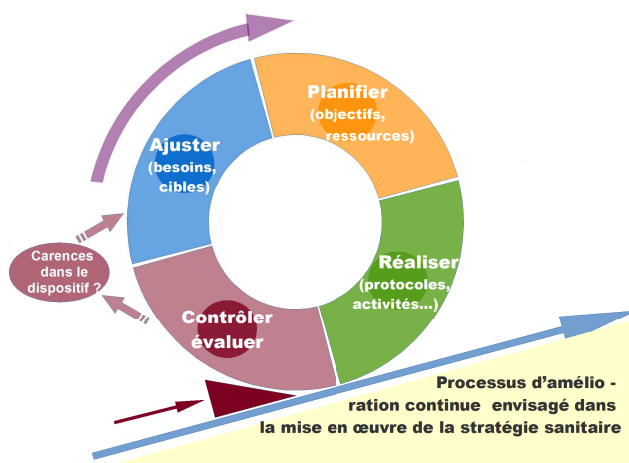 Planifier
(objectifs,
ressources)
Ajuster
(besoins,
cibles)
Réaliser
(protocoles,
activités...)
Carences
dans le
dispositif ?
Contrôler
évaluer
Processus d'amélio -
ration continue envisagé dans
la mise en œuvre de la stratégie sanitaire